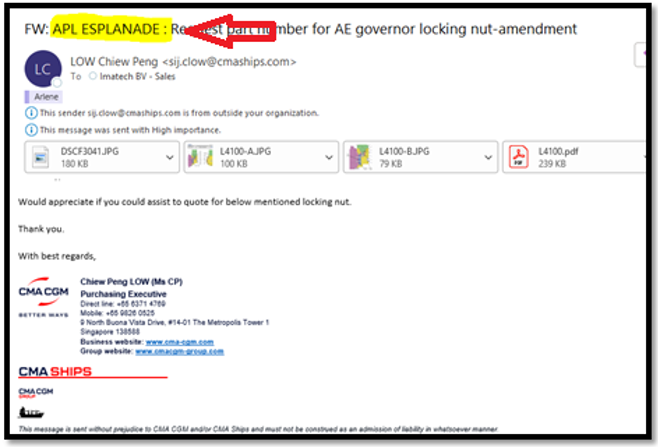 FW: APL ESPLANADE : Request part number for AE governor locking nut-amendment
LC
LOW Chiew Peng <sij.clow@cmaships.com>
To Imatech BV - Sales
Arlene
This sender sij.clow@cmaships.com is from outside your organization.
This message was sent with High importance.
DSCF3041.JPG
180 KB
L4100-A.JPG
100 KB
L4100-B.JPG
79 KB
L4100.pdf
239 KB
Would appreciate if you could assist to quote for below mentioned locking nut.
Thank you.
With best regards,
CMA CGM
BETTER WAYS
Chiew Peng LOW (Ms CP)
Purchasing Executive
Direct line: +65 6371 4769
Mobile: +65 9826 0525
9 North Buona Vista Drive, #14-01 The Metropolis Tower 1
Singapore 138588
Business website: www.cma-cgm.com
Group website: www.cmacgm-group.com
CMA SHIPS
CMA CGM
GROUP
This message is sent without prejudice to CMA CGM and/or CMA Ships and must not be construed as an admission of liability in whatsoever manner.